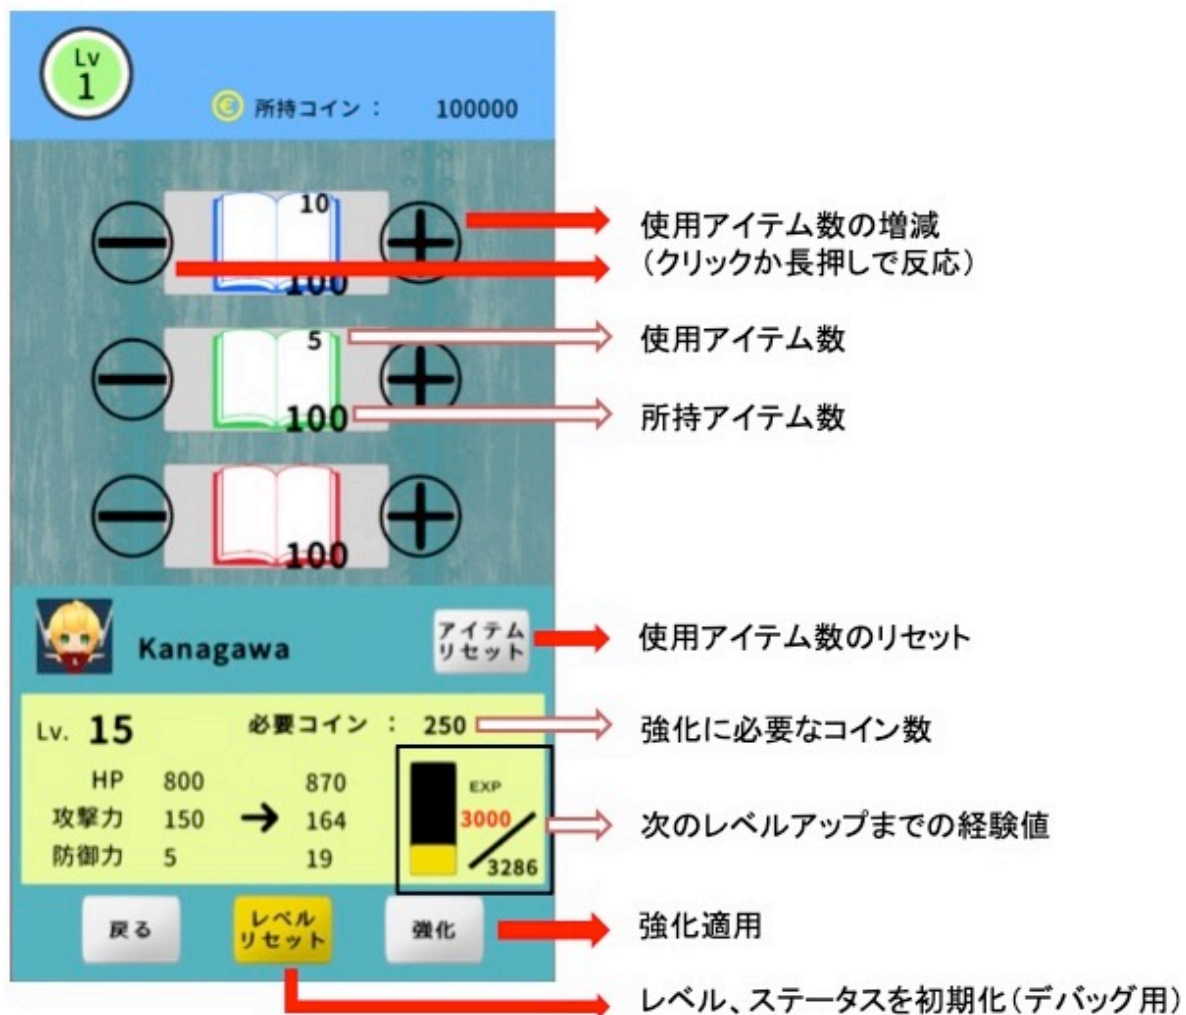 Lv
1
所持コイン : 100000
10
100
使用アイテム数の増減
(クリックか長押しで反応)
5
100
使用アイテム数
所持アイテム数
100
Kanagawa
アイテム
リセット
使用アイテム数のリセット
Lv. 15
必要コイン : 250
強化に必要なコイン数
HP 800 870
攻撃力 150 → 164
防御力 5 19
EXP
3000
3286
次のレベルアップまでの経験値
戻る
レベル
リセット
強化
強化適用
レベル、ステータスを初期化(デバッグ用)